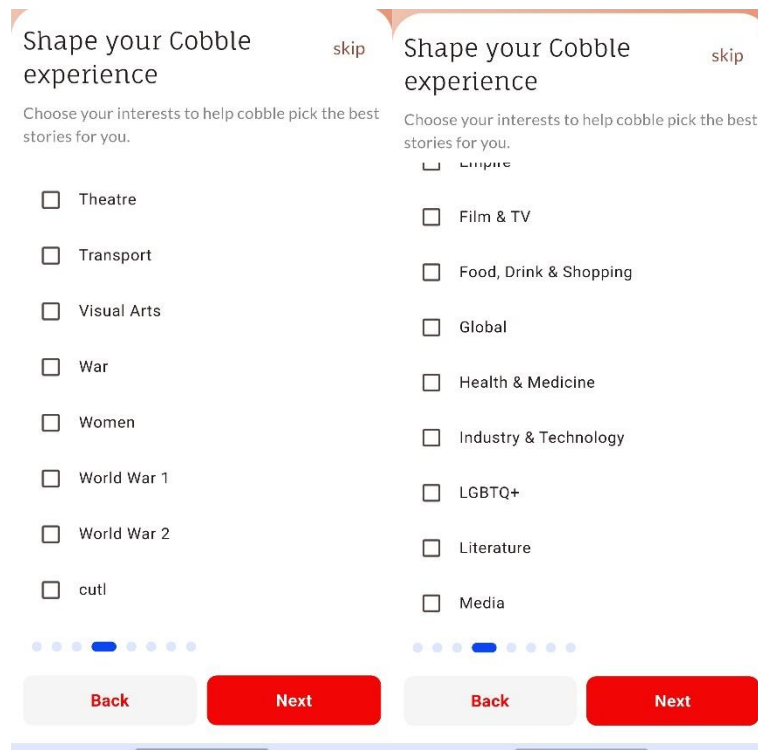 Shape your Cobble
experience
skip
Choose your interests to help cobble pick the best
stories for you.
Theatre
Transport
Visual Arts
War
Women
World War 1
World War 2
cutl
Back
Next
Shape your Cobble
experience
skip
Choose your interests to help cobble pick the best
stories for you.
Empire
Film & TV
Food, Drink & Shopping
Global
Health & Medicine
Industry & Technology
LGBTQ+
Literature
Media
Back
Next